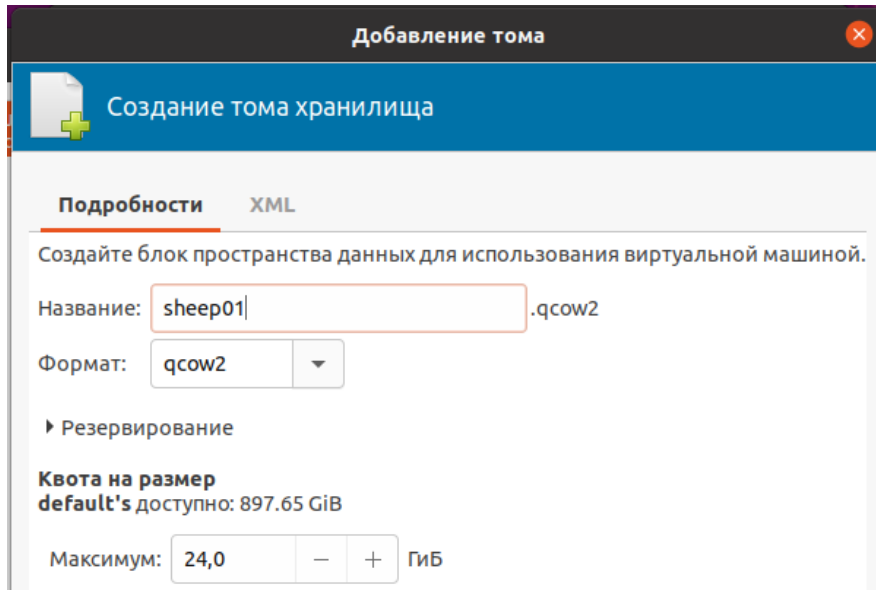 Добавление тома
Создание тома хранилища
Подробности XML
Создайте блок пространства данных для использования виртуальной машиной.
Название: sheep01 .qcow2
Формат: qcow2
Резервирование
Квота на размер
default's доступно: 897.65 GiB
Максимум: 24,0 − + ГиБ